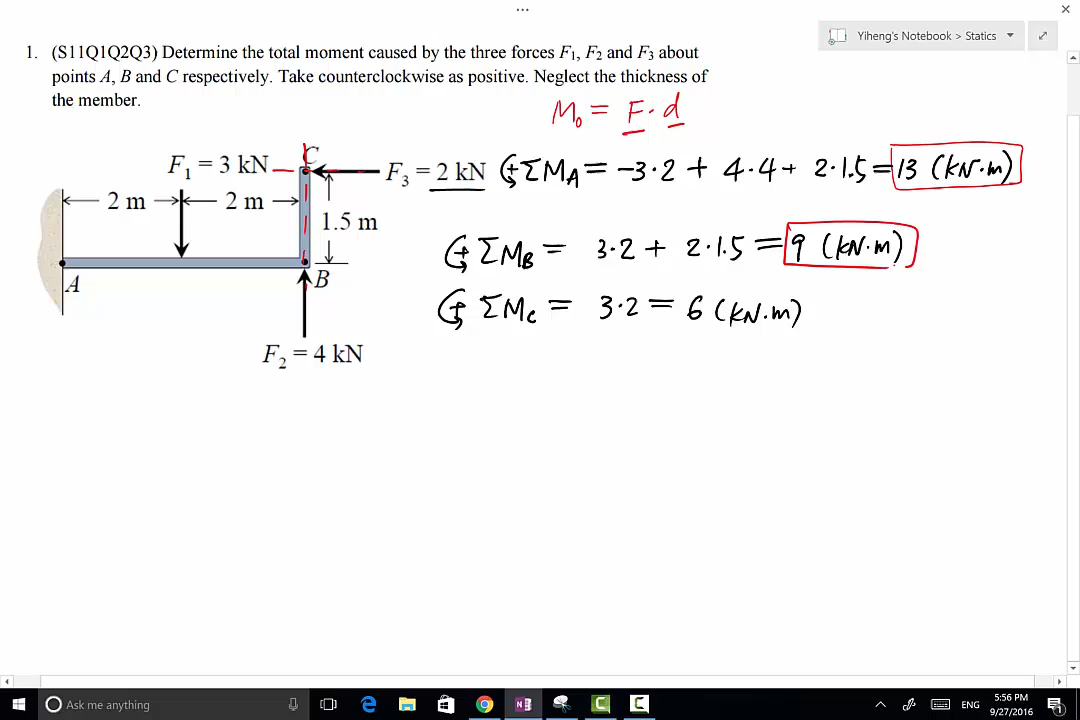 Yiheng's Notebook > Statics
1. (S11Q1Q2Q3) Determine the total moment caused by the three forces F₁, F₂ and F₃ about
points A, B and C respectively. Take counterclockwise as positive. Neglect the thickness of
the member.
M₀ = F · d
C
F₁ = 3 kN
F₃ = 2 kN
+ΣM_A = -3·2 + 4·4 + 2·1.5 = 13 (kN·m)
2 m
2 m
1.5 m
+ ΣM_B = 3·2 + 2·1.5 = 9 (kN·m)
A
B
+ ΣM_C = 3·2 = 6 (kN.m)
F₂ = 4 kN
Ask me anything
ENG
5:56 PM
9/27/2016
1